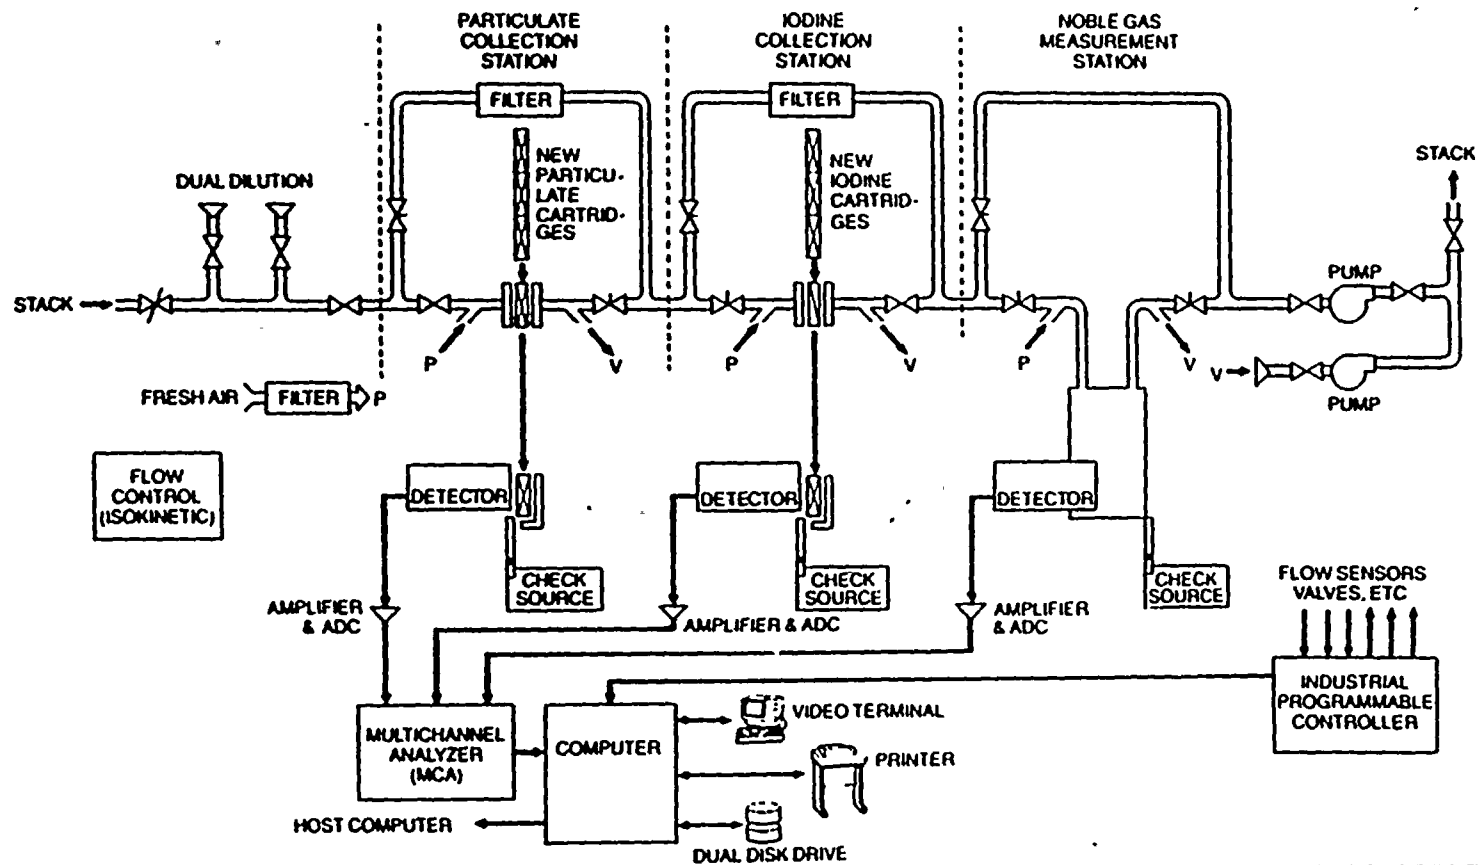 PARTICULATE
COLLECTION
STATION
IODINE
COLLECTION
STATION
NOBLE GAS
MEASUREMENT
STATION
FILTER
FILTER
NEW
PARTICU-
LATE
CARTRID-
GES
NEW
IODINE
CARTRID-
GES
STACK
DUAL DILUTION
STACK
PUMP
P
V
P
V
P
V
V
PUMP
FRESH AIR
FILTER
P
FLOW
CONTROL
(ISOKINETIC)
DETECTOR
DETECTOR
DETECTOR
CHECK
SOURCE
CHECK
SOURCE
CHECK
SOURCE
AMPLIFIER
& ADC
AMPLIFIER & ADC
AMPLIFIER
& ADC
FLOW SENSORS
VALVES, ETC
INDUSTRIAL
PROGRAMMABLE
CONTROLLER
MULTICHANNEL
ANALYZER
(MCA)
COMPUTER
VIDEO TERMINAL
PRINTER
HOST COMPUTER
DUAL DISK DRIVE